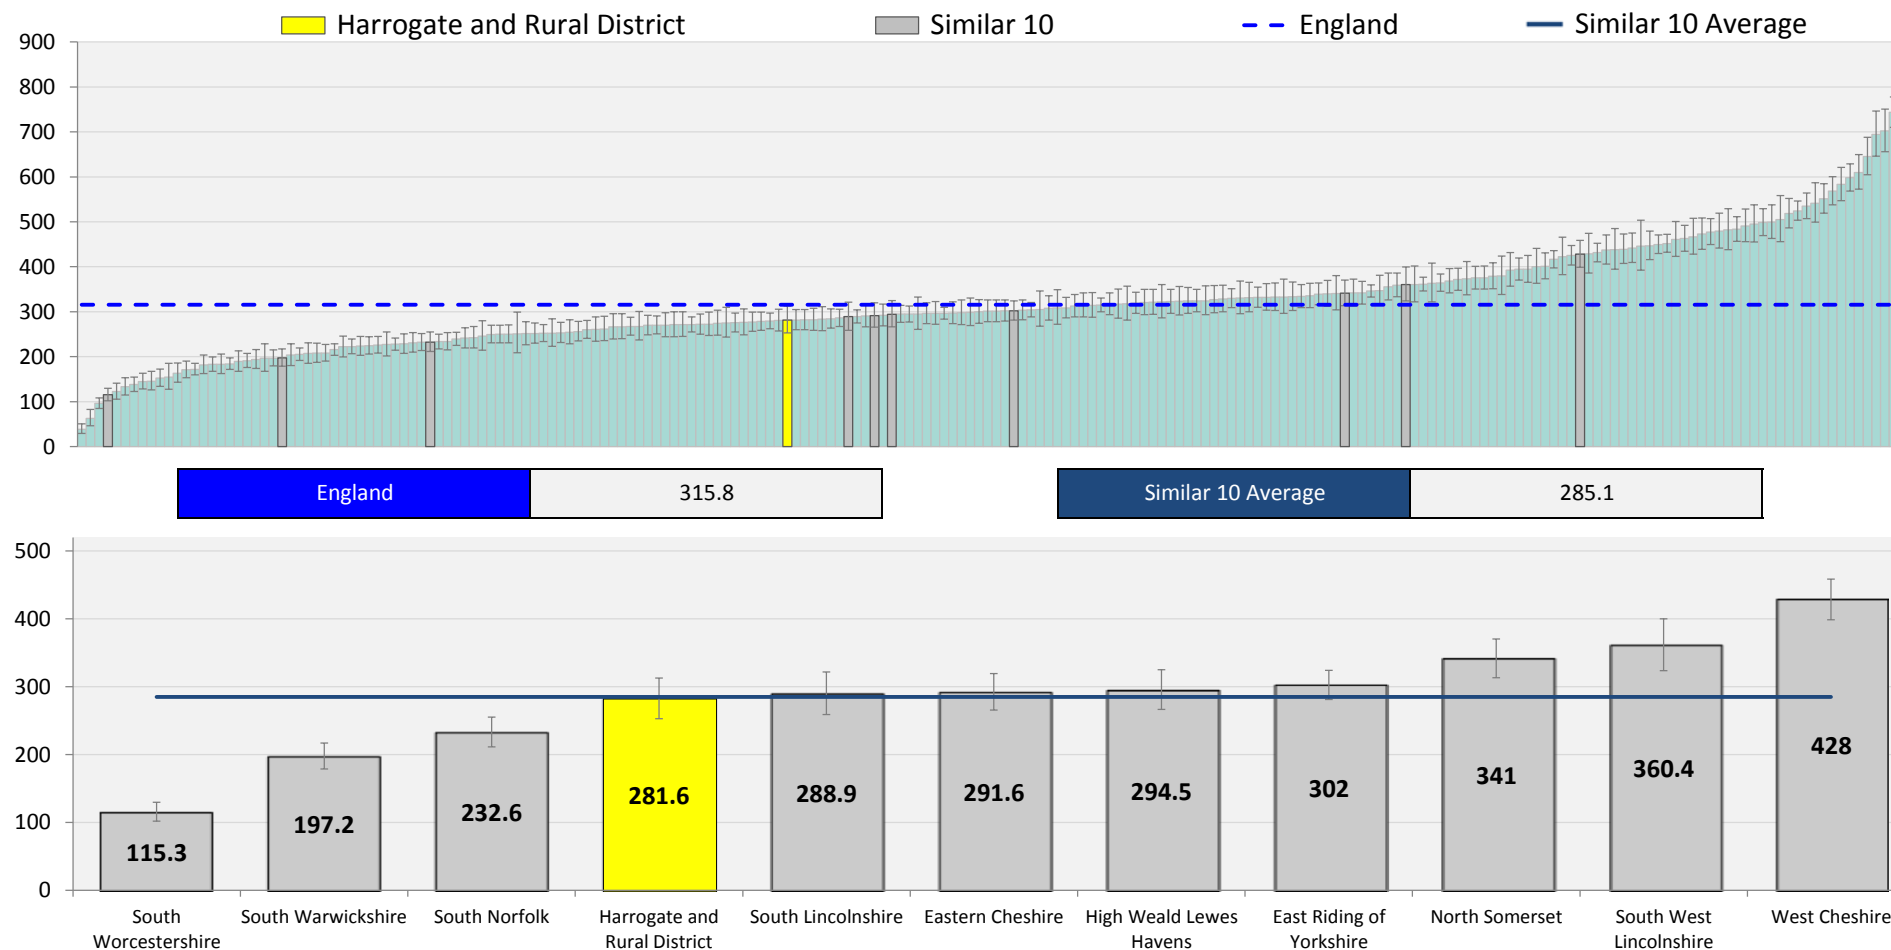 Harrogate and Rural District
Similar 10
England
Similar 10 Average
900
800
700
600
500
400
300
200
100
0
England
315.8
Similar 10 Average
285.1
500
400
300
200
100
0
115.3
197.2
232.6
281.6
288.9
291.6
294.5
302
341
360.4
428
South
Worcestershire
South Warwickshire
South Norfolk
Harrogate and
Rural District
South Lincolnshire
Eastern Cheshire
High Weald Lewes
Havens
East Riding of
Yorkshire
North Somerset
South West
Lincolnshire
West Cheshire